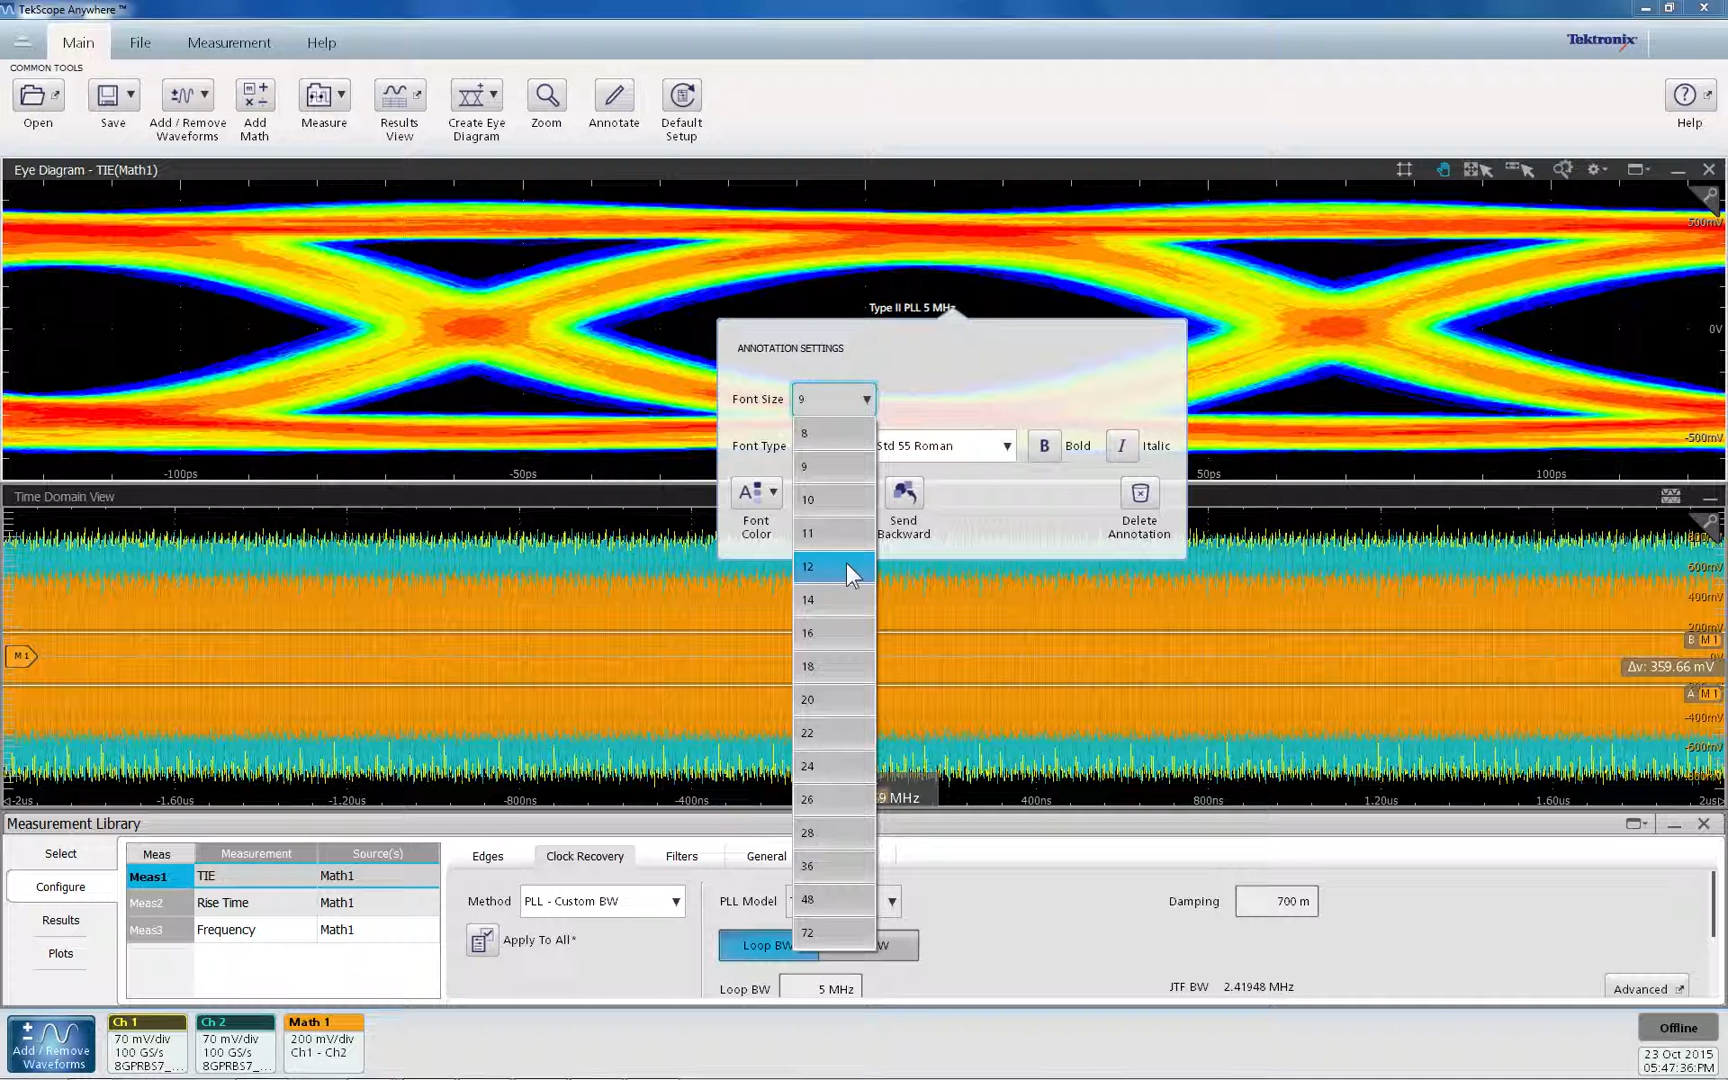 TekScope Anywhere ™
Main File Measurement Help
Tektronix
COMMON TOOLS
Open
Save
Add / Remove Waveforms
Add Math
Measure
Results View
Create Eye Diagram
Zoom
Annotate
Default Setup
Help
Eye Diagram - TIE(Math1)
500mV
Type II PLL 5 MHz
0V
-500mV
-100ps -50ps 50ps 100ps
ANNOTATION SETTINGS
Font Size 9
Font Type Std 55 Roman B Bold I Italic
Font Color
Send Backward
Delete Annotation
8
9
10
11
12
14
16
18
20
22
24
26
28
36
48
72
Time Domain View
600mV
400mV
200mV
B M 1
M 1
0V
Δv: 359.66 mV
A M 1
-400mV
-600mV
-2us -1.60us -1.20us -800ns -400ns 9 MHz 400ns 800ns 1.20us 1.60us 2us
Measurement Library
Select
Configure
Results
Plots
Meas Measurement Source(s)
Meas1 TIE Math1
Meas2 Rise Time Math1
Meas3 Frequency Math1
Edges Clock Recovery Filters General
Method PLL - Custom BW
PLL Model
Damping 700 m
Apply To All*
Loop BW
W
Loop BW 5 MHz
JTF BW 2.41948 MHz
Advanced
Add / Remove Waveforms
Ch 1
70 mV/div
100 GS/s
8GPRBS7_...
Ch 2
70 mV/div
100 GS/s
8GPRBS7_...
Math 1
200 mV/div
Ch1 - Ch2
Offline
23 Oct 2015
05:47:36PM